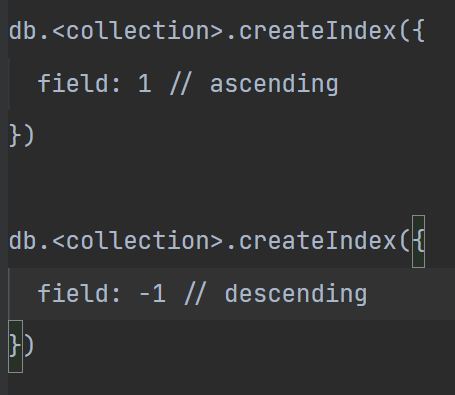 db.<collection>.createIndex({
  field: 1 // ascending
})
db.<collection>.createIndex({
  field: -1 // descending
})